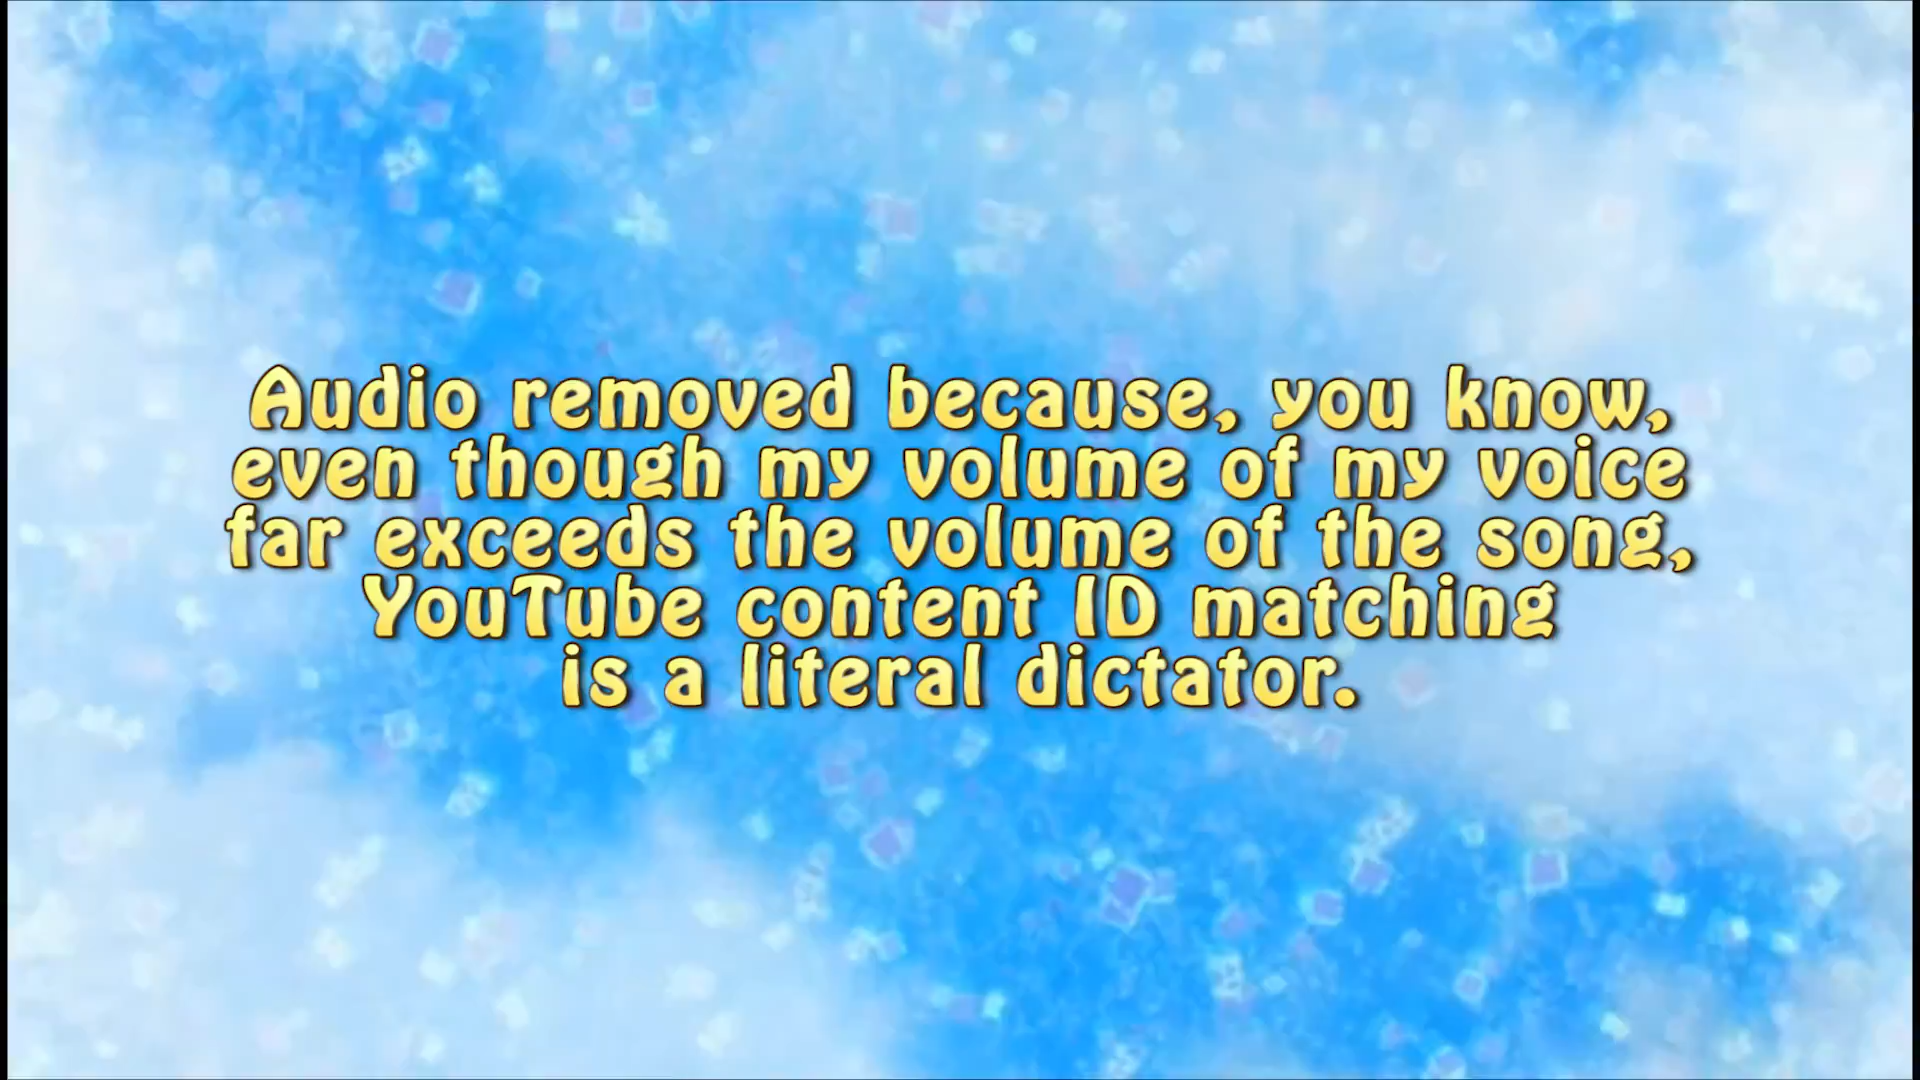 Audio removed because, you know,
even though my volume of my voice
far exceeds the volume of the song,
YouTube content ID matching
is a literal dictator.